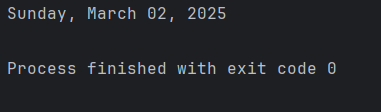 Sunday, March 02, 2025
Process finished with exit code 0